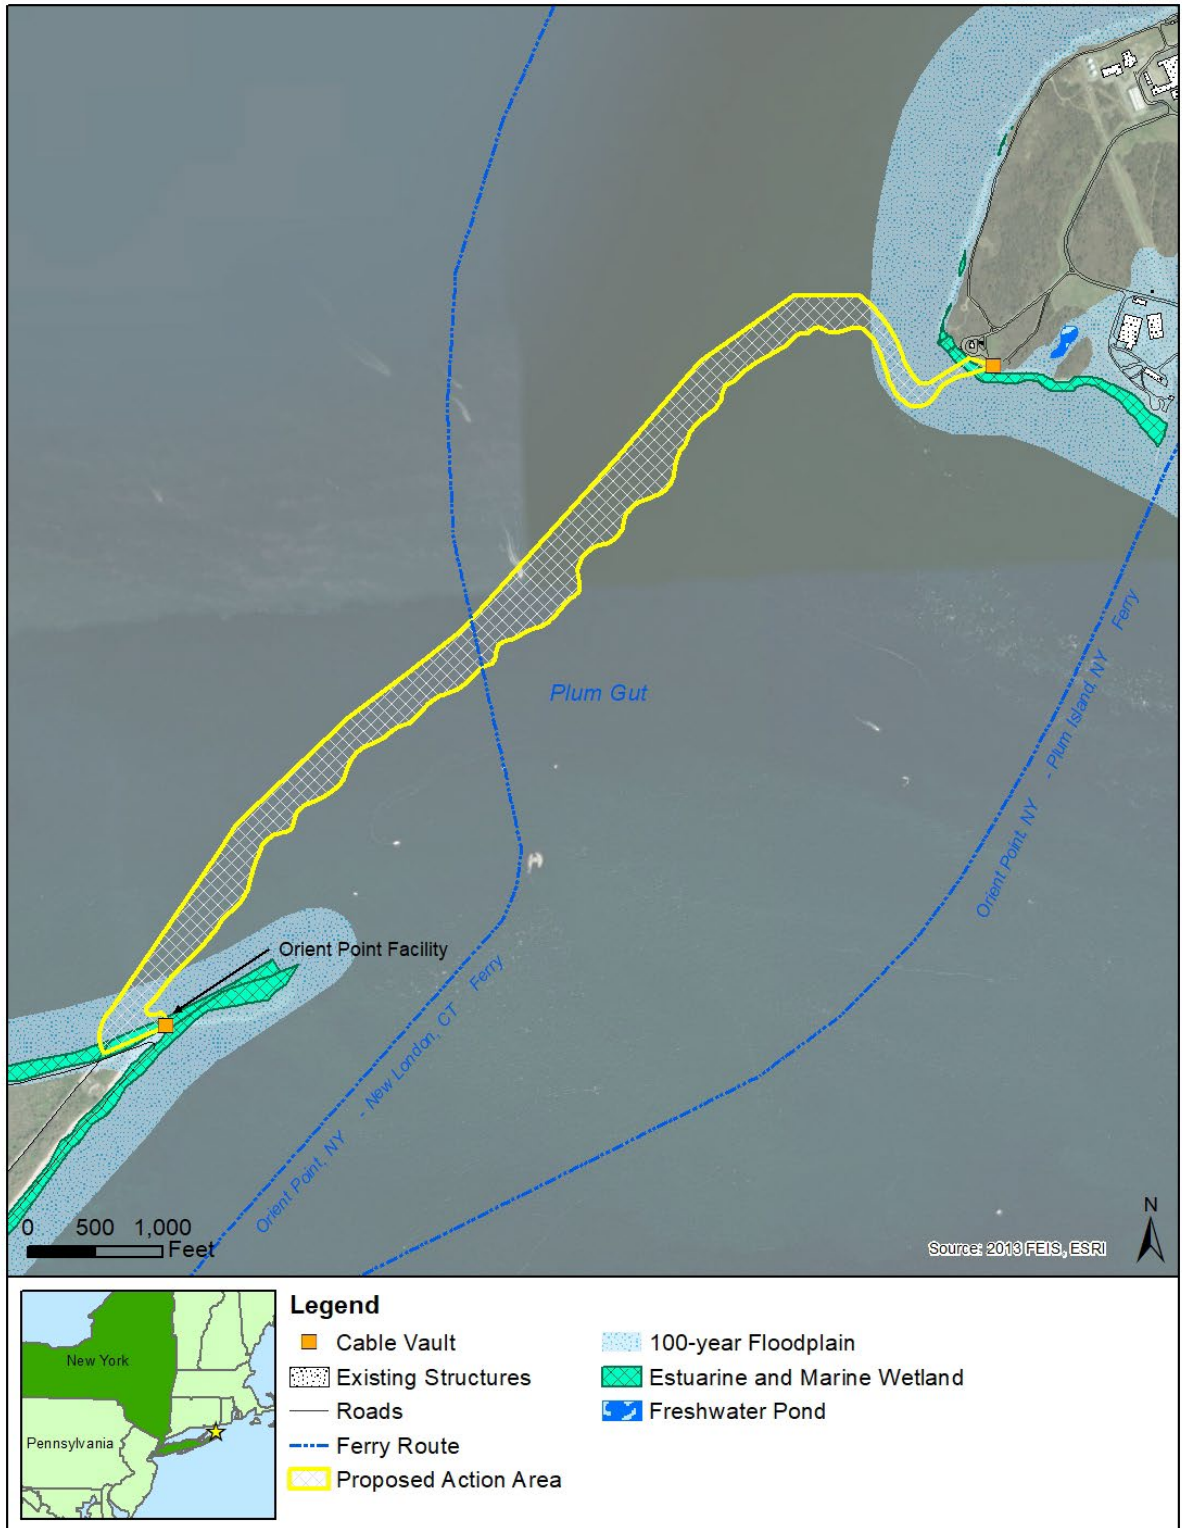 Plum Gut
Orient Point, NY - Plum Island, NY Ferry
Orient Point Facility
Orient Point, NY - New London, CT Ferry
0 500 1,000
Feet
N
Source: 2013 FEIS, ESRI
New York
Pennsylvania
Legend
Cable Vault
Existing Structures
Roads
Ferry Route
Proposed Action Area
100-year Floodplain
Estuarine and Marine Wetland
Freshwater Pond